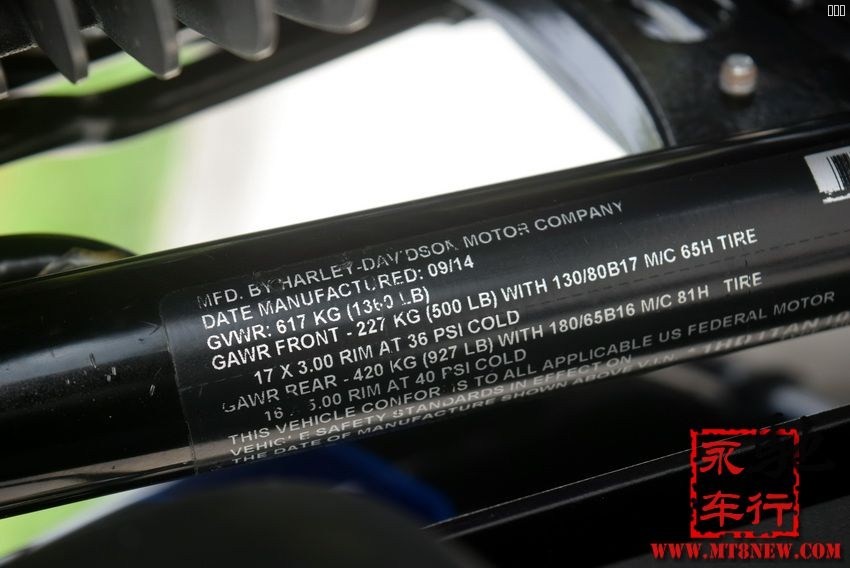 MFD. BY HARLEY-DAVIDSON MOTOR COMPANY
DATE MANUFACTURED: 09/14
GVWR: 617 KG (1360 LB)
GAWR FRONT - 227 KG (500 LB) WITH 130/80B17 M/C 65H TIRE
17 X 3.00 RIM AT 36 PSI COLD
GAWR REAR - 420 KG (927 LB) WITH 180/65B16 M/C 81H TIRE
16 5.00 RIM AT 40 PSI COLD
THIS VEHICLE CONFORMS TO ALL APPLICABLE US FEDERAL MOTOR
VEHICLE SAFETY STANDARDS IN EFFECT ON
THE DATE OF MANUFACTURE SHOWN ABOVE V.I.N.
永
车行
WWW.MT8NEW.COM